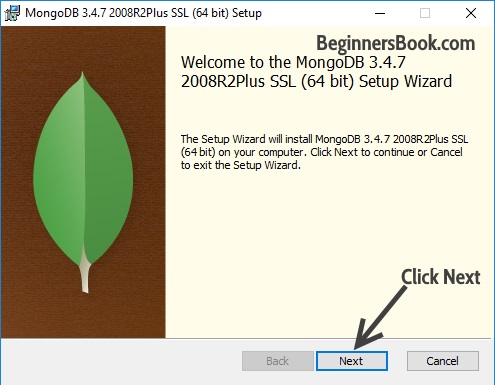 MongoDB 3.4.7 2008R2Plus SSL (64 bit) Setup
BeginnersBook.com
Welcome to the MongoDB 3.4.7
2008R2Plus SSL (64 bit) Setup Wizard
The Setup Wizard will install MongoDB 3.4.7 2008R2Plus SSL
(64 bit) on your computer. Click Next to continue or Cancel
to exit the Setup Wizard.
Click Next
Back
Next
Cancel